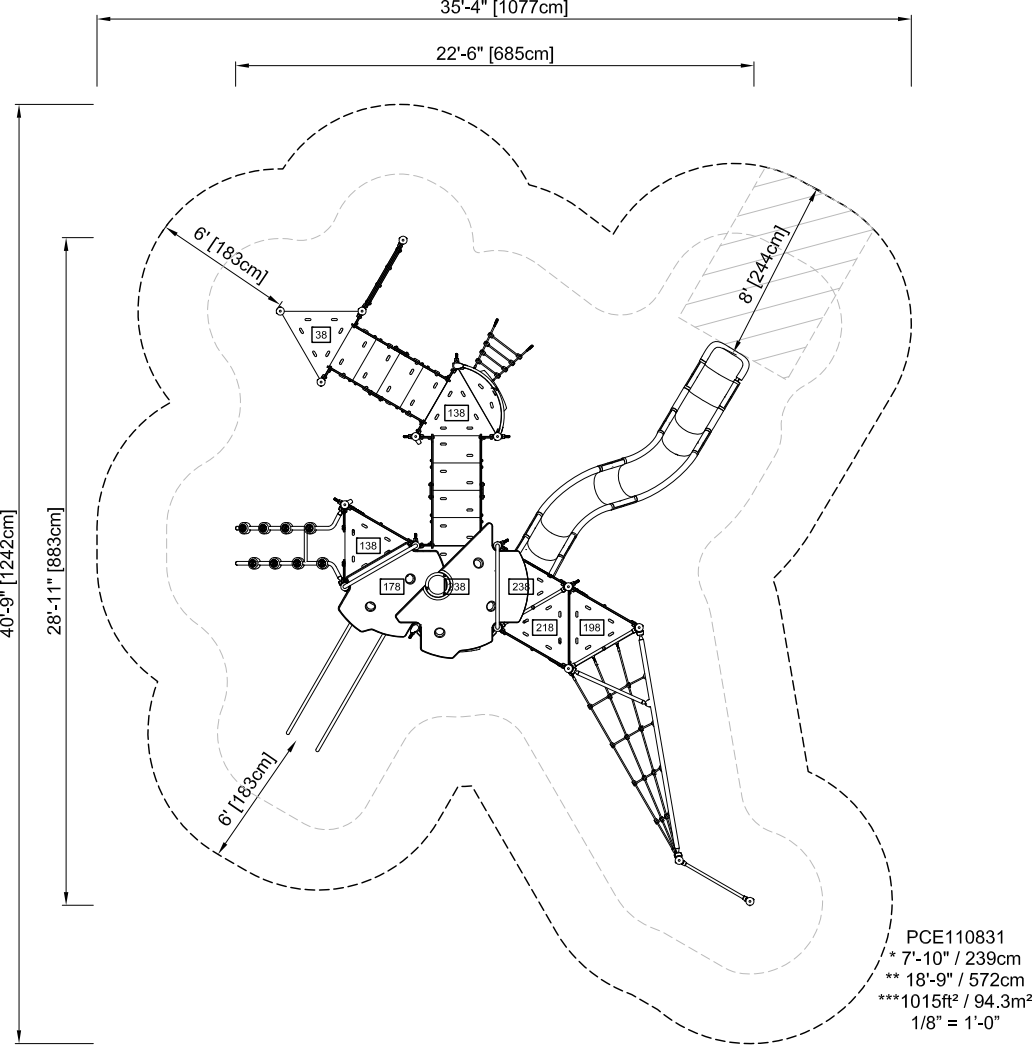 35'-4" [1077cm]
22'-6" [685cm]
6' [183cm]
8' [244cm]
38
138
40'-9" [1242cm]
28'-11" [883cm]
138
178
238
218
198
6' [183cm]
PCE110831
* 7'-10" / 239cm
** 18'-9" / 572cm
***1015ft² / 94.3m²
1/8” = 1’-0”